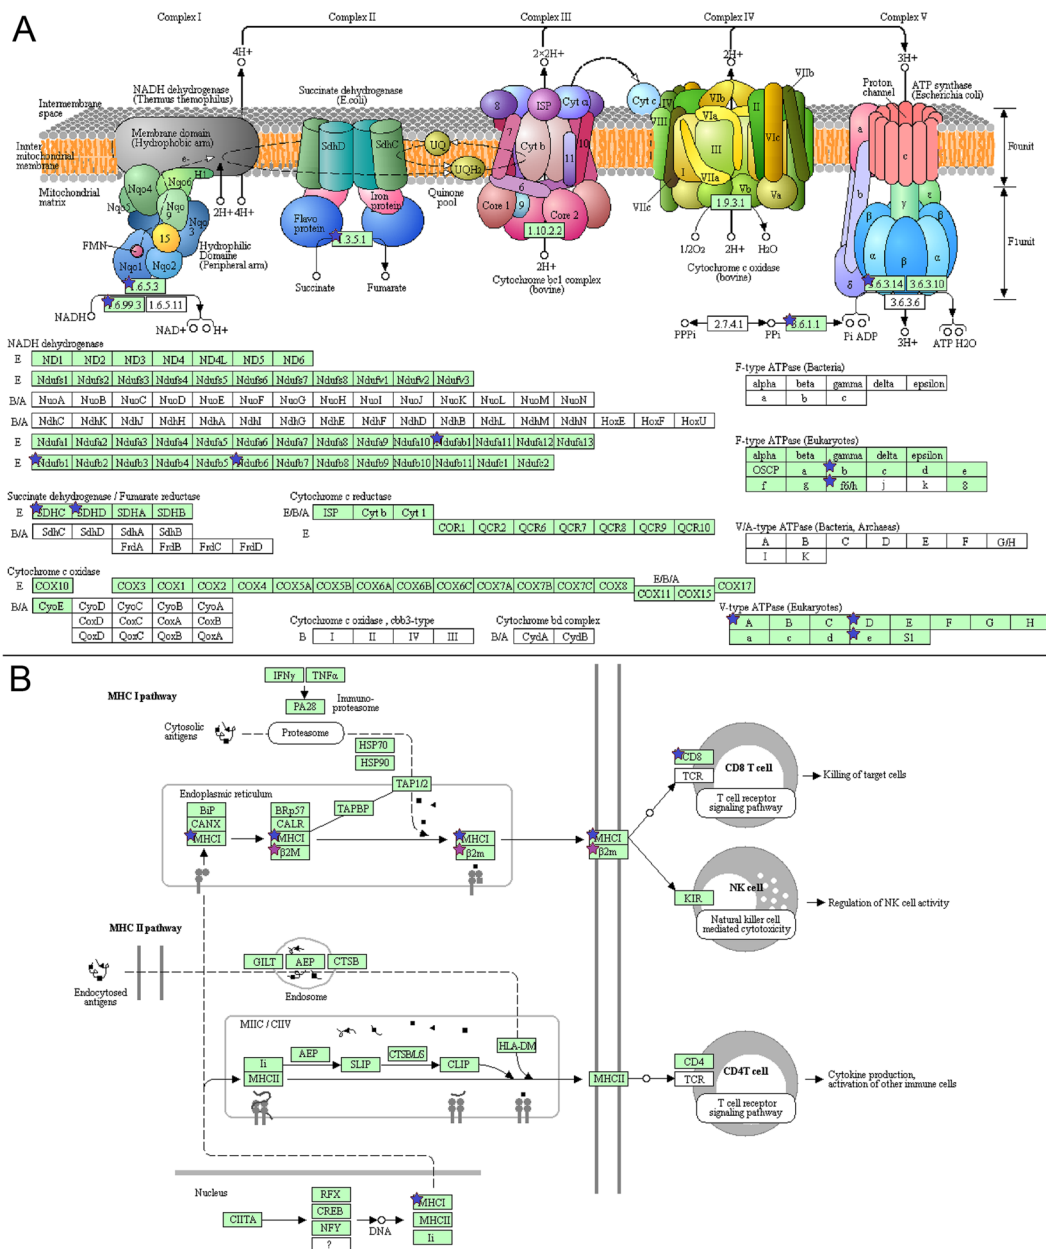 A
Complex I Complex II Complex III Complex IV Complex V
4H+ 2×2H+ 2H+ 3H+
NADH dehydrogenase
(Thermus themophilus)
Succinate dehydrogenase
(E.coli)
Proton
channel
ATP synthase
(Escherichia coli)
Intermembrane
space
Innter
mitochondrial
membrane
Mitochondrial
matrix
Membrane domain
(Hydrophobic arm)
e-
SdhD SdhC
UQ
UQH2
Quinone
pool
8 ISP Cyt α
7 Cyt b 11 10
6
Core 1 9 Core 2
Cyt c
VIIb
IV VIb II
VIII VIa VIc
III
I VIIa
Vb Va
VIIc
a c
b
γ ε
β β
α β α
δ
F0unit
F1unit
Nqo4 Nqo6 H1
Nqo5 Nqo
9 Nqo
3
15
FMN
Nqo1 Nqo2
2H+ 4H+
Hydrophilic
Domaine
(Peripheral arm)
Flavo
protein
Iron
protein
1.3.5.1
Succinate Fumarate
1.10.2.2
2H+
Cytochrome bc1 complex
(bovine)
1.9.3.1
1/2O2 2H+ H2O
Cytochrome c oxidase
(bovine)
1.6.5.3
1.6.99.3 1.6.5.11
NADH NAD+ H+
3.6.3.14 3.6.3.10
3.6.3.6
PPPi 2.7.4.1 PPi 3.6.1.1 Pi ADP 3H+ ATP H2O
NADH dehydrogenase
E ND1 ND2 ND3 ND4 ND4L ND5 ND6
E Ndufs1 Ndufs2 Ndufs3 Ndufs4 Ndufs5 Ndufs6 Ndufs7 Ndufs8 Ndufv1 Ndufv2 Ndufv3
B/A NuoA NuoB NuoC NuoD NuoE NuoF NuoG NuoH NuoI NuoJ NuoK NuoL NuoM NuoN
B/A NdhC NdhK NdhJ NdhH NdhA NdhI NdhG NdhE NdhF NdhD NdhB NdhL NdhM NdhN HoxE HoxF HoxU
E Ndufa1 Ndufa2 Ndufa3 Ndufa4 Ndufa5 Ndufa6 Ndufa7 Ndufa8 Ndufa9 Ndufa10 Ndufab1 Ndufa11 Ndufa12 Ndufa13
E Ndufb1 Ndufb2 Ndufb3 Ndufb4 Ndufb5 Ndufb6 Ndufb7 Ndufb8 Ndufb9 Ndufb10 Ndufb11 Ndufc1 Ndufc2
F-type ATPase (Bacteria)
alpha beta gamma delta epsilon
a b c
F-type ATPase (Eukaryotes)
alpha beta gamma delta epsilon
OSCP a b c d e
f g f6/h j k 8
Succinate dehydrogenase / Fumarate reductase
E SDHC SDHD SDHA SDHB
B/A SdhC SdhD SdhA SdhB
FrdA FrdB FrdC FrdD
Cytochrome c reductase
E/B/A ISP Cyt b Cyt 1
E COR1 QCR2 QCR6 QCR7 QCR8 QCR9 QCR10
V/A-type ATPase (Bacteria, Archaeas)
A B C D E F G/H
I K
Cytochrome c oxidase
E COX10 COX3 COX1 COX2 COX4 COX5A COX5B COX6A COX6B COX6C COX7A COX7B COX7C COX8 E/B/A COX11 COX15 COX17
B/A CyoE CyoD CyoC CyoB CyoA
CoxD CoxC CoxA CoxB
QoxD QoxC QoxB QoxA
Cytochrome c oxidase, cbb3-type
B I II IV III
Cytochrome bd complex
B/A CydA CydB
V-type ATPase (Eukaryotes)
A B C D E F G H
a c d e S1
B
MHC I pathway
IFNγ TNFα
PA28
Immuno-
proteasome
Cytosolic
antigens
Proteasome
HSP70
HSP90
TAP1/2
Endoplasmic reticulum
BiP
CANX
MHCI
BRp57
CALR
MHCI
β2M
TAPBP
MHCI
β2m
MHCI
β2m
CD8
TCR
CD8 T cell
T cell receptor
signaling pathway
Killing of target cells
KIR
NK cell
Natural killer cell
mediated cytotoxicity
Regulation of NK cell activity
MHC II pathway
Endocytosed
antigens
GILT AEP CTSB
Endosome
MIIC / CIIV
Ii
MHCII
AEP
SLIP
CTSB/L/S
CLIP
HLA-DM
MHCII
CD4
TCR
CD4T cell
T cell receptor
signaling pathway
Cytokine production,
activation of other immune cells
Nucleus
CIITA
RFX
CREB
NFY
?
DNA
MHCI
MHCII
Ii